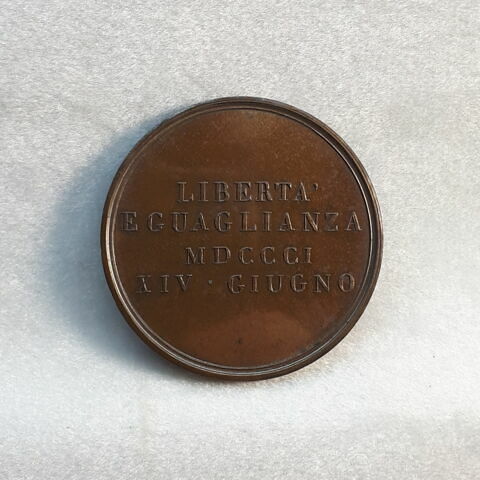 LIBERTA'
EGUAGLIANZA
MDCCCI
XIV · GIUGNO